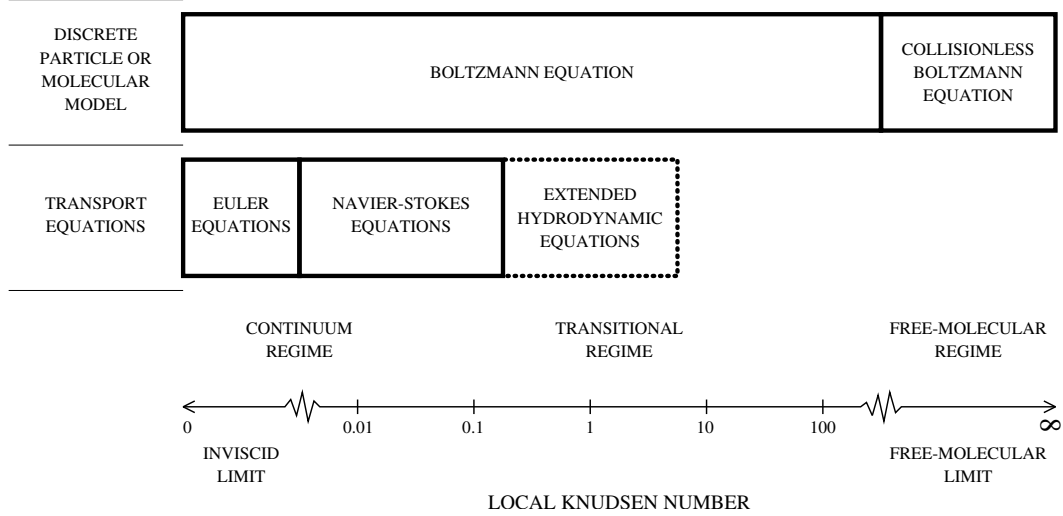 DISCRETE
PARTICLE OR
MOLECULAR
MODEL
BOLTZMANN EQUATION
COLLISIONLESS
BOLTZMANN
EQUATION
TRANSPORT
EQUATIONS
EULER
EQUATIONS
NAVIER-STOKES
EQUATIONS
EXTENDED
HYDRODYNAMIC
EQUATIONS
CONTINUUM
REGIME
TRANSITIONAL
REGIME
FREE-MOLECULAR
REGIME
0 0.01 0.1 1 10 100 ∞
INVISCID
LIMIT
FREE-MOLECULAR
LIMIT
LOCAL KNUDSEN NUMBER